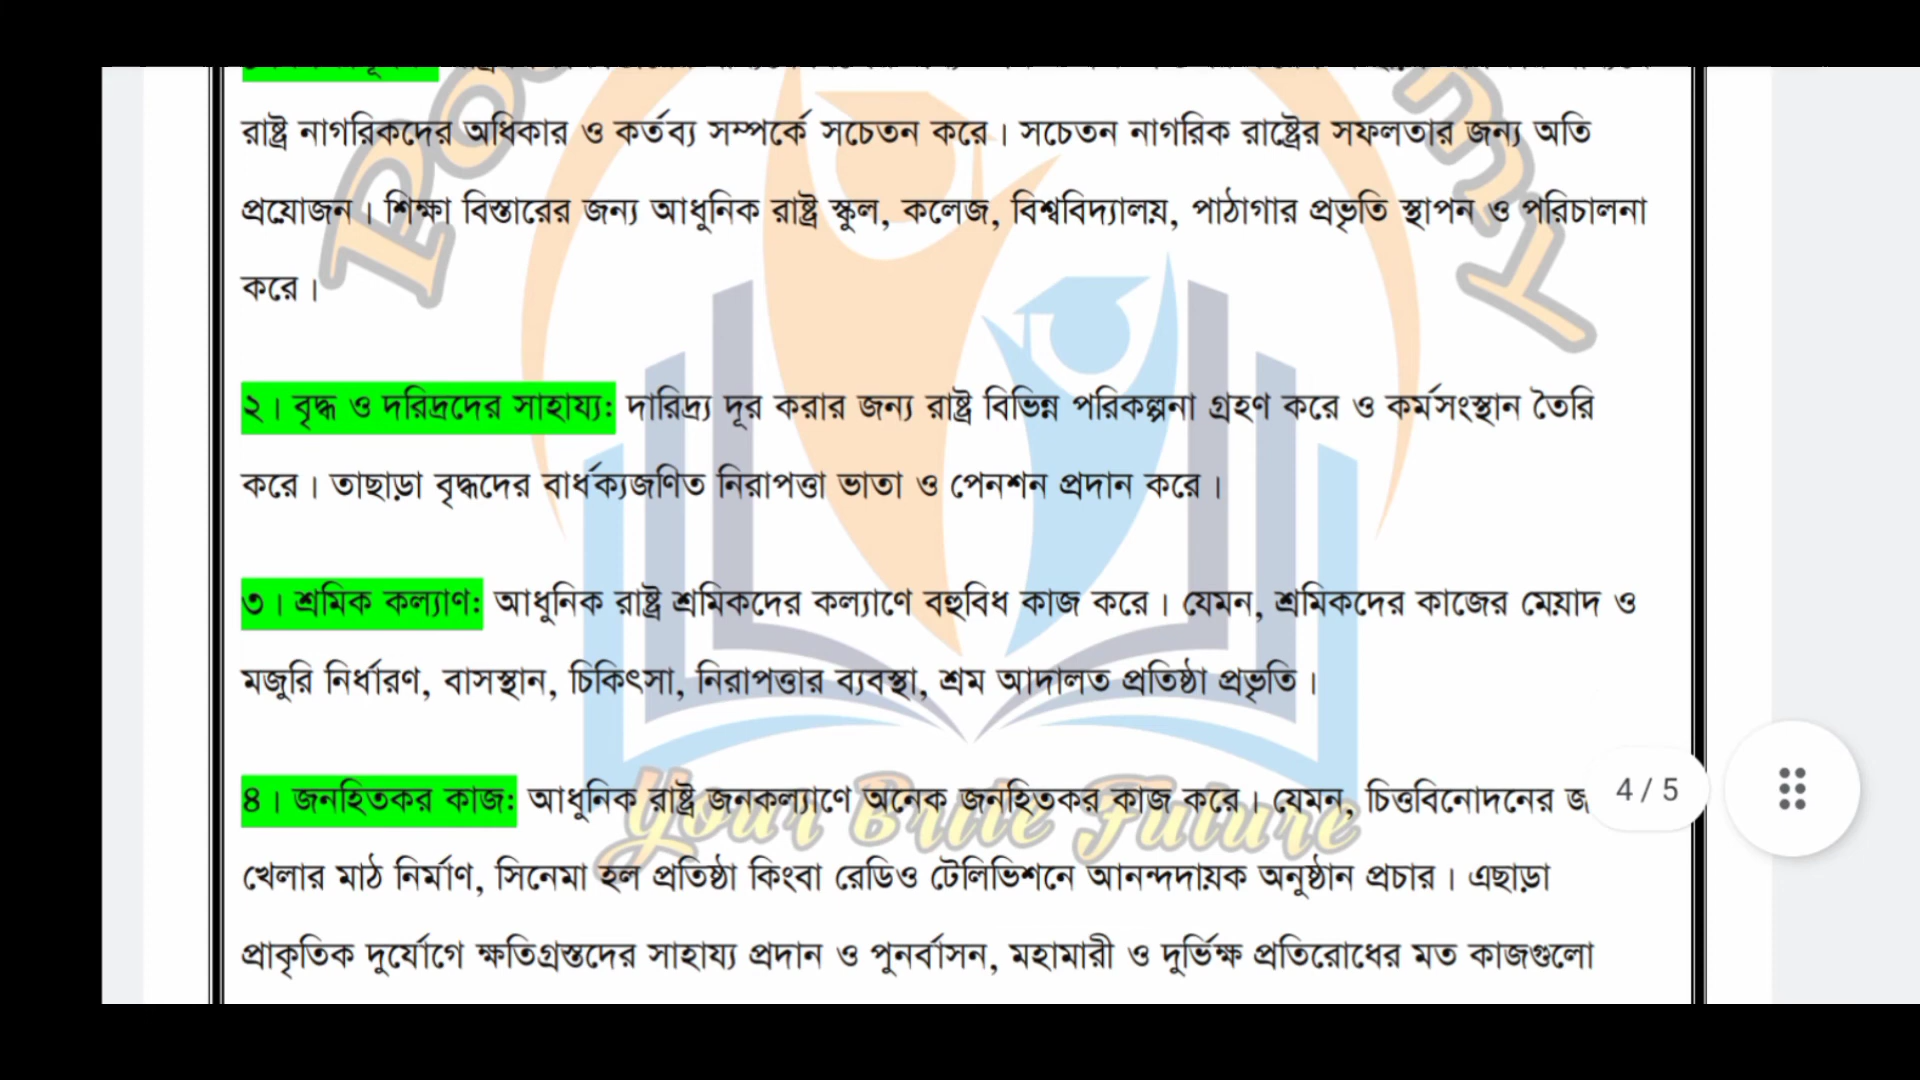 রাষ্ট্র নাগরিকদের অধিকার ও কর্তব্য সম্পর্কে সচেতন করে। সচেতন নাগরিক রাষ্ট্রের সফলতার জন্য অতি
প্রয়োজন। শিক্ষা বিস্তারের জন্য আধুনিক রাষ্ট্র স্কুল, কলেজ, বিশ্ববিদ্যালয়, পাঠাগার প্রভৃতি স্থাপন ও পরিচালনা
করে।
২। বৃদ্ধ ও দরিদ্রদের সাহায্য: দারিদ্র্য দূর করার জন্য রাষ্ট্র বিভিন্ন পরিকল্পনা গ্রহণ করে ও কর্মসংস্থান তৈরি
করে। তাছাড়া বৃদ্ধদের বার্ধক্যজণিত নিরাপত্তা ভাতা ও পেনশন প্রদান করে।
৩। শ্রমিক কল্যাণ: আধুনিক রাষ্ট্র শ্রমিকদের কল্যাণে বহুবিধ কাজ করে। যেমন, শ্রমিকদের কাজের মেয়াদ ও
মজুরি নির্ধারণ, বাসস্থান, চিকিৎসা, নিরাপত্তার ব্যবস্থা, শ্রম আদালত প্রতিষ্ঠা প্রভৃতি।
৪। জনহিতকর কাজ: আধুনিক রাষ্ট্র জনকল্যাণে অনেক জনহিতকর কাজ করে। যেমন, চিত্তবিনোদনের
4 / 5
খেলার মাঠ নির্মাণ, সিনেমা হল প্রতিষ্ঠা কিংবা রেডিও টেলিভিশনে আনন্দদায়ক অনুষ্ঠান প্রচার। এছাড়া
Your Brite Future
প্রাকৃতিক দুর্যোগে ক্ষতিগ্রস্তদের সাহায্য প্রদান ও পুনর্বাসন, মহামারী ও দুর্ভিক্ষ প্রতিরোধের মত কাজগুলো